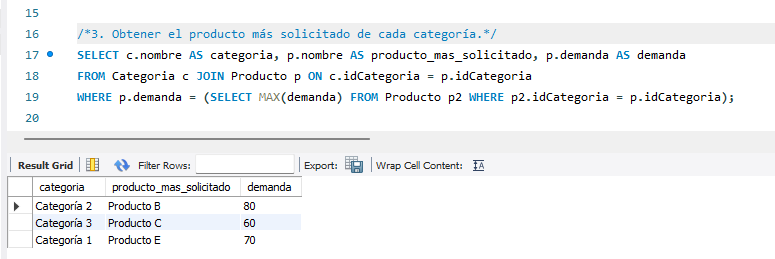 15
16 /*3. Obtener el producto más solicitado de cada categoría.*/
17 SELECT c.nombre AS categoria, p.nombre AS producto_mas_solicitado, p.demanda AS demanda
18 FROM Categoria c JOIN Producto p ON c.idCategoria = p.idCategoria
19 WHERE p.demanda = (SELECT MAX(demanda) FROM Producto p2 WHERE p2.idCategoria = p.idCategoria);
20
Result Grid Filter Rows: Export: Wrap Cell Content:
categoria producto_mas_solicitado demanda
Categoría 2 Producto B 80
Categoría 3 Producto C 60
Categoría 1 Producto E 70